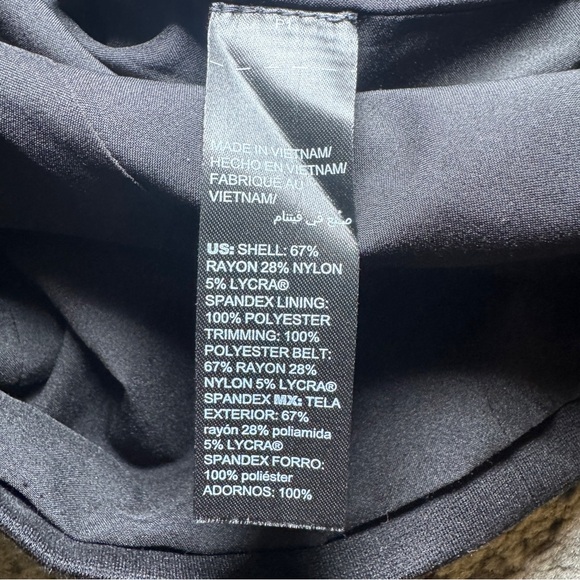 MADE IN VIETNAM/
HECHO EN VIETNAM/
FABRIQUÉ AU
VIETNAM/
صنع في فيتنام
US: SHELL: 67%
RAYON 28% NYLON
5% LYCRA®
SPANDEX LINING:
100% POLYESTER
TRIMMING: 100%
POLYESTER BELT:
67% RAYON 28%
NYLON 5% LYCRA®
SPANDEX MX: TELA
EXTERIOR: 67%
rayón 28% poliamida
5% LYCRA®
SPANDEX FORRO:
100% poliéster
ADORNOS: 100%